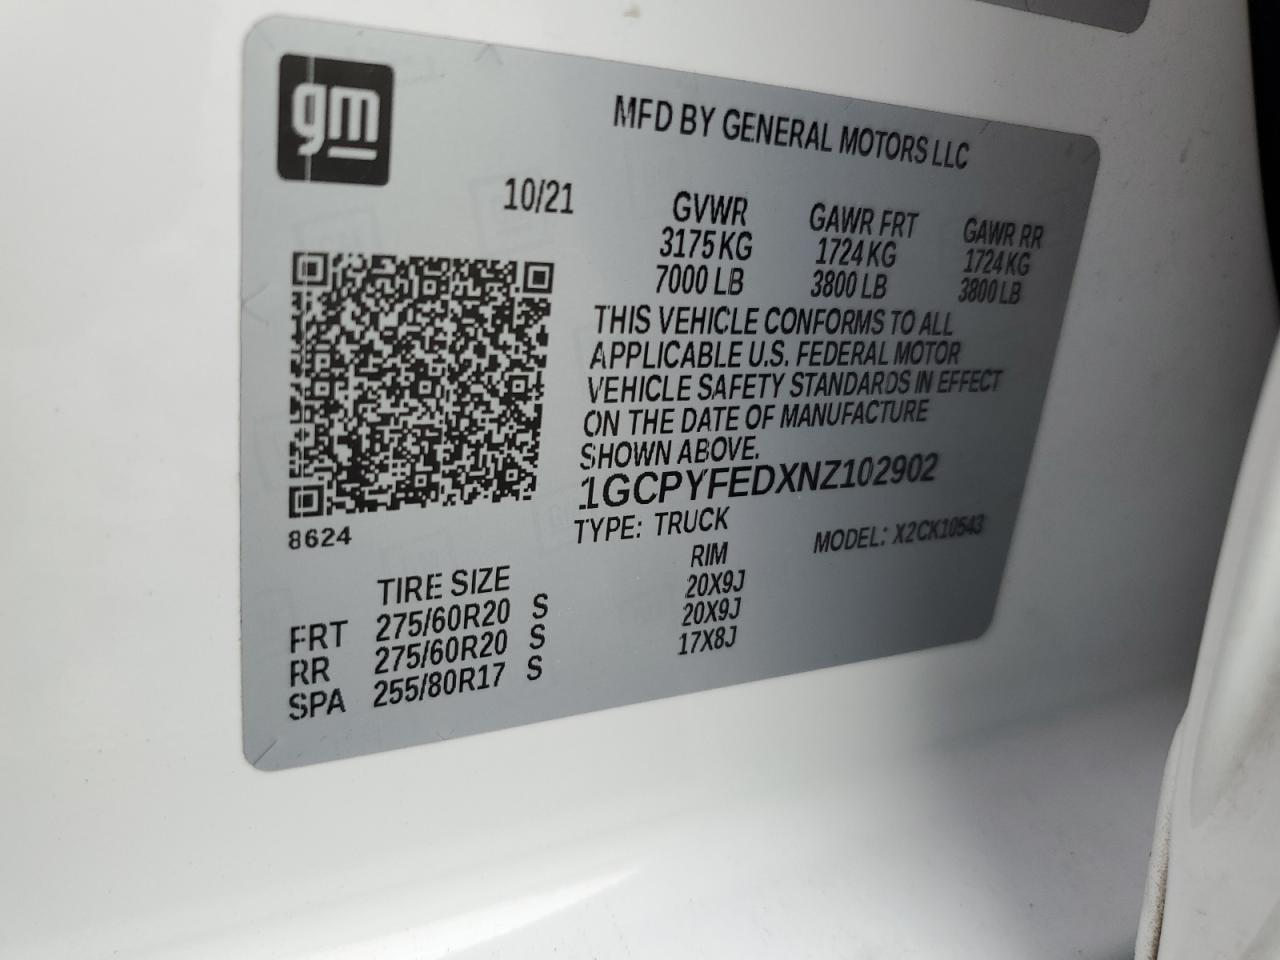 gm
MFD BY GENERAL MOTORS LLC
10/21
GVWR GAWR FRT GAWR RR
3175 KG 1724 KG 1724 KG
7000 LB 3800 LB 3800 LB
THIS VEHICLE CONFORMS TO ALL
APPLICABLE U.S. FEDERAL MOTOR
VEHICLE SAFETY STANDARDS IN EFFECT
ON THE DATE OF MANUFACTURE
SHOWN ABOVE.
1GCPYFEDXNZ102902
8624
TYPE: TRUCK MODEL: X2CK10543
TIRE SIZE RIM
FRT 275/60R20 S 20X9J
RR 275/60R20 S 20X9J
SPA 255/80R17 S 17X8J